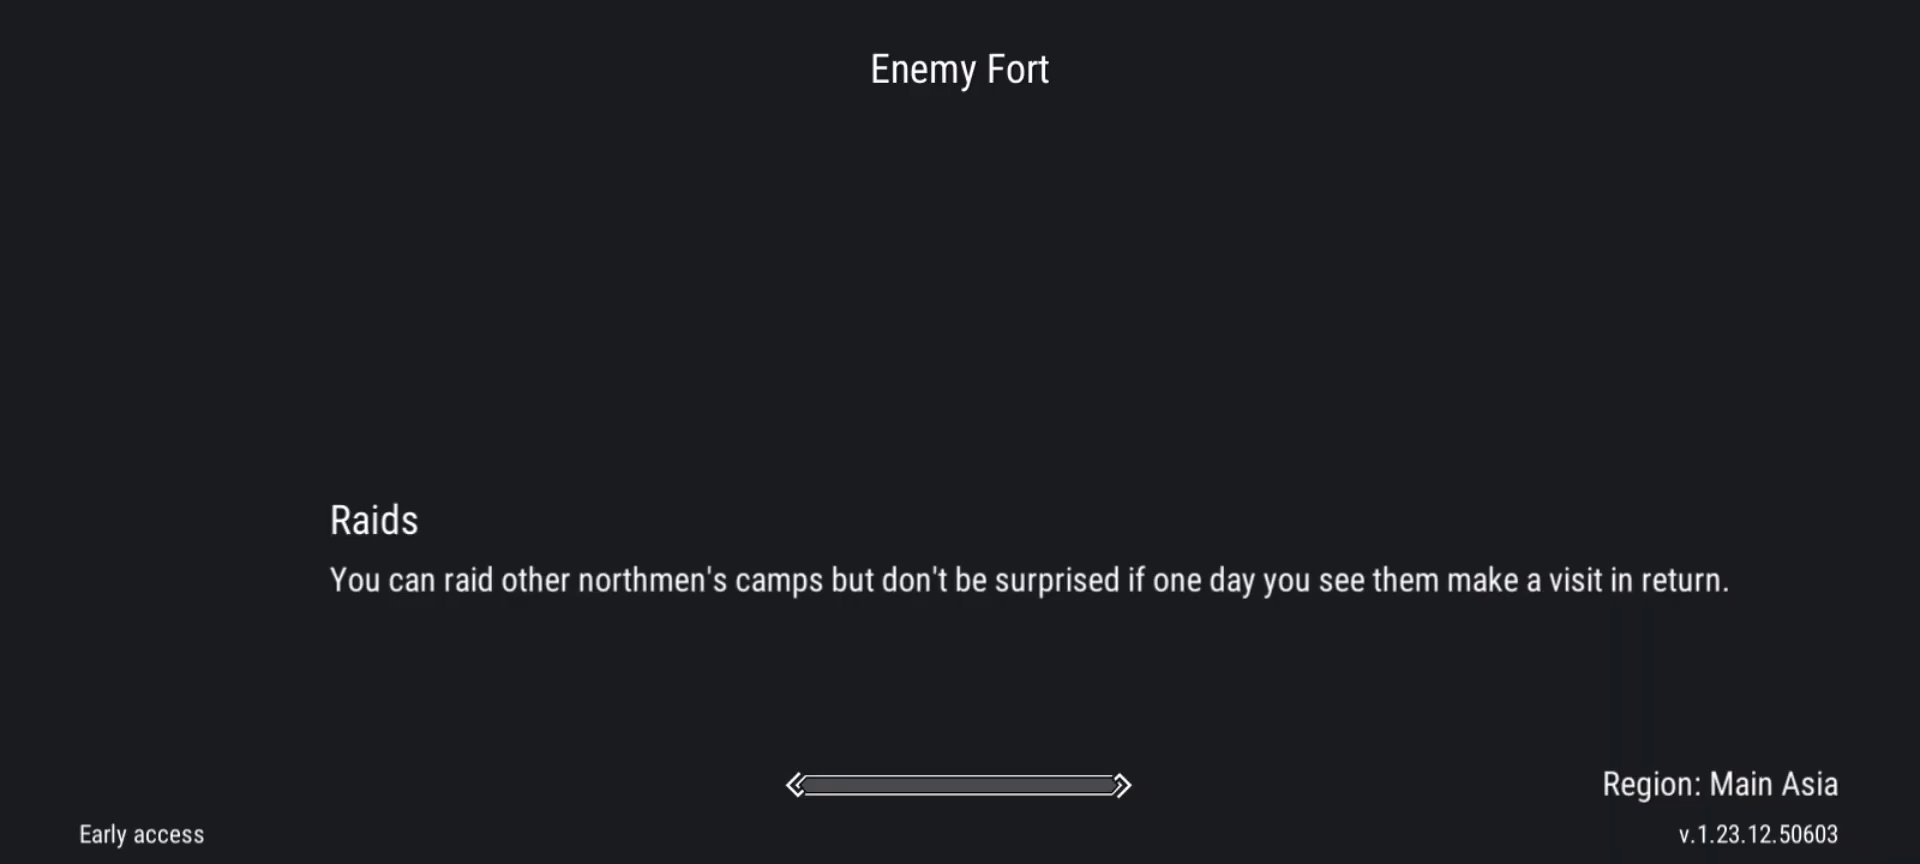 Enemy Fort
Raids
You can raid other northmen's camps but don't be surprised if one day you see them make a visit in return.
Region: Main Asia
Early access
v.1.23.12.50603